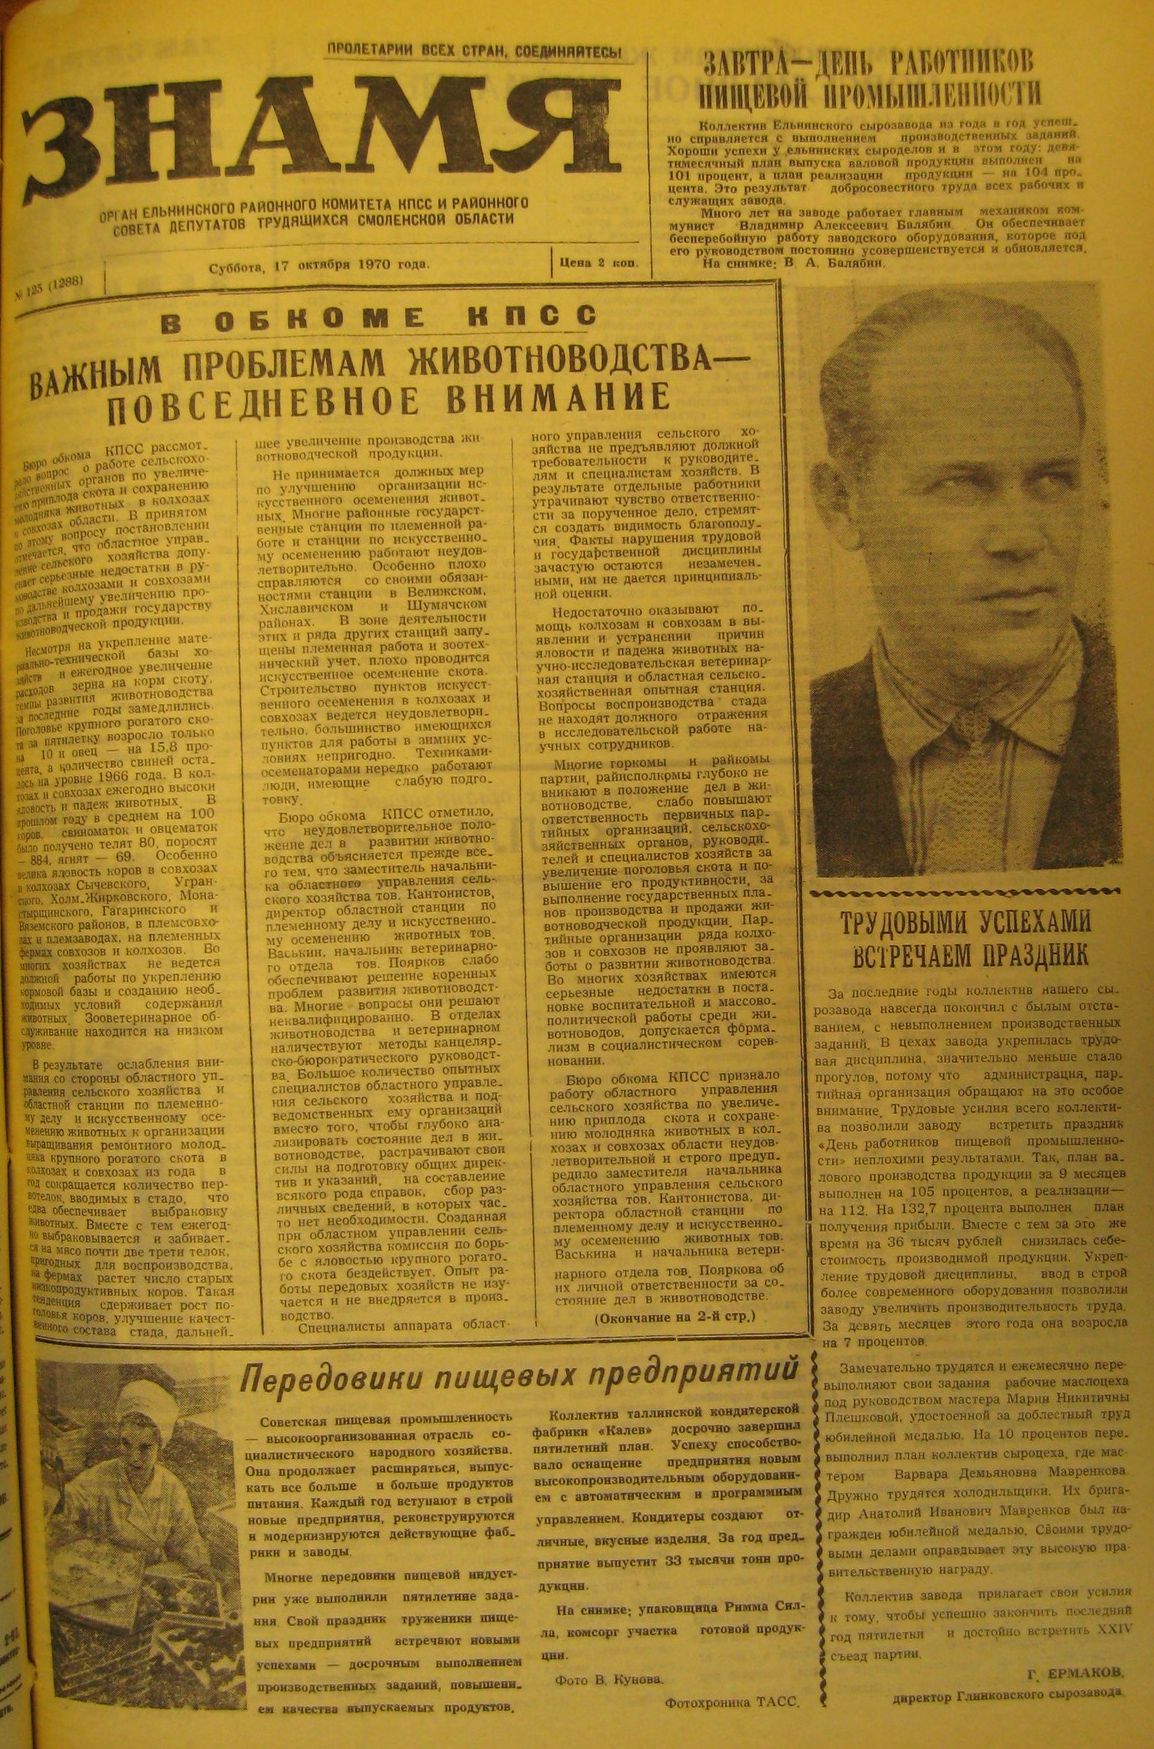 ПРОЛЕТАРИИ ВСЕХ СТРАН, СОЕДИНЯЙТЕСЬ!
ЗНАМЯ
ОРГАН ЕЛЬНИНСКОГО РАЙОННОГО КОМИТЕТА КПСС И РАЙОННОГО
СОВЕТА ДЕПУТАТОВ ТРУДЯЩИХСЯ СМОЛЕНСКОЙ ОБЛАСТИ
№ 125 (1288)
Суббота, 17 октября 1970 года.
Цена 2 коп.
ЗАВТРА—ДЕНЬ РАБОТНИКОВ
ПИЩЕВОЙ ПРОМЫШЛЕННОСТИ
Коллектив Ельнинского сырозавода из года в год успеш-
но справляется с выполнением производственных заданий.
Хороши успехи у ельнинских сыроделов и в этом году: девя-
тимесячный план выпуска валовой продукции выполнен на
101 процент, а план реализации продукции — на 104 про-
цента. Это результат добросовестного труда всех рабочих и
служащих завода.
Много лет на заводе работает главным механиком ком-
мунист Владимир Алексеевич Балябин. Он обеспечивает
бесперебойную работу заводского оборудования, которое под
его руководством постоянно усовершенствуется и обновляется.
На снимке: В. А. Балябин.
В ОБКОМЕ КПСС
ВАЖНЫМ ПРОБЛЕМАМ ЖИВОТНОВОДСТВА—
ПОВСЕДНЕВНОЕ ВНИМАНИЕ
Бюро обкома КПСС рассмот-
рело вопрос о работе сельскохо-
зяйственных органов по увеличе-
нию приплода скота и сохранению
молодняка животных в колхозах
и совхозах области. В принятом
по этому вопросу постановлении
отмечается, что областное управ-
ление сельского хозяйства допу-
скает серьезные недостатки в ру-
ководстве колхозами и совхозами
по дальнейшему увеличению про-
изводства и продажи государству
животноводческой продукции.
Несмотря на укрепление мате-
риально-технической базы хо-
зяйств и ежегодное увеличение
расходов зерна на корм скоту,
темпы развития животноводства
за последние годы замедлились.
Поголовье крупного рогатого ско-
та за пятилетку возросло только
на 10 и овец — на 15,8 про-
цента, а количество свиней оста-
лось на уровне 1966 года. В кол-
хозах и совхозах ежегодно высоки
яловость и падеж животных. В
прошлом году в среднем на 100
коров, свиноматок и овцематок
было получено телят 80, поросят
— 884, ягнят — 69. Особенно
велика яловость коров в совхозах
и колхозах Сычевского, Угран-
ского, Холм-Жирковского, Мона-
стырщинского, Гагаринского и
Вяземского районов, в племсовхо-
зах и племзаводах, на племенных
фермах совхозов и колхозов. Во
многих хозяйствах не ведется
должной работы по укреплению
кормовой базы и созданию необ-
ходимых условий содержания
животных. Зооветеринарное об-
служивание находится на низком
уровне.
В результате ослабления вни-
мания со стороны областного уп-
равления сельского хозяйства и
областной станции по племенно-
му делу и искусственному осе-
менению животных к организации
выращивания ремонтного молод-
няка крупного рогатого скота в
колхозах и совхозах из года в
год сокращается количество пер-
вотелок, вводимых в стадо, что
едва обеспечивает выбраковку
животных. Вместе с тем ежегод-
но выбраковывается и забивает-
ся на мясо почти две трети телок,
пригодных для воспроизводства,
на фермах растет число старых
низкопродуктивных коров. Такая
тенденция сдерживает рост по-
головья коров, улучшение качест-
венного состава стада, дальней-
шее увеличение производства жи-
вотноводческой продукции.
Не принимается должных мер
по улучшению организации ис-
кусственного осеменения живот-
ных. Многие районные государст-
венные станции по племенной ра-
боте и станции по искусственно-
му осеменению работают неудов-
летворительно. Особенно плохо
справляются со своими обязан-
ностями станции в Велижском,
Хиславичском и Шумячском
районах. В зоне деятельности
этих и ряда других станций запу-
щены племенная работа и зоотех-
нический учет, плохо проводится
искусственное осеменение скота.
Строительство пунктов искусст-
венного осеменения в колхозах и
совхозах ведется неудовлетвори-
тельно, большинство имеющихся
пунктов для работы в зимних ус-
ловиях непригодно. Техниками-
осеменаторами нередко работают
люди, имеющие слабую подго-
товку.
Бюро обкома КПСС отметило,
что неудовлетворительное поло-
жение дел в развитии животно-
водства объясняется прежде все-
го тем, что заместитель начальни-
ка областного управления сель-
ского хозяйства тов. Кантонистов,
директор областной станции по
племенному делу и искусственно-
му осеменению животных тов.
Васькин, начальник ветеринарно-
го отдела тов. Поярков слабо
обеспечивают решение коренных
проблем развития животноводст-
ва. Многие вопросы они решают
неквалифицированно. В отделах
животноводства и ветеринарном
наличествуют методы канцеляр-
ско-бюрократического руководст-
ва. Большое количество опытных
специалистов областного управле-
ния сельского хозяйства и под-
ведомственных ему организаций
вместо того, чтобы глубоко ана-
лизировать состояние дел в жи-
вотноводстве, растрачивают свои
силы на подготовку общих дирек-
тив и указаний, на составление
всякого рода справок, сбор раз-
личных сведений, в которых час-
то нет необходимости. Созданная
при областном управлении сель-
ского хозяйства комиссия по борь-
бе с яловостью крупного рогато-
го скота бездействует. Опыт ра-
боты передовых хозяйств не изу-
чается и не внедряется в произ-
водство.
Специалисты аппарата област-
ного управления сельского хо-
зяйства не предъявляют должной
требовательности к руководите-
лям и специалистам хозяйств. В
результате отдельные работники
утрачивают чувство ответственно-
сти за порученное дело, стремят-
ся создать видимость благополу-
чия. Факты нарушения трудовой
и государственной дисциплины
зачастую остаются незамечен-
ными, им не дается принципиаль-
ной оценки.
Недостаточно оказывают по-
мощь колхозам и совхозам в вы-
явлении и устранении причин
яловости и падежа животных на-
учно-исследовательская ветеринар-
ная станция и областная сельско-
хозяйственная опытная станция.
Вопросы воспроизводства стада
не находят должного отражения
в исследовательской работе на-
учных сотрудников.
Многие горкомы и райкомы
партии, райисполкомы глубоко не
вникают в положение дел в жи-
вотноводстве, слабо повышают
ответственность первичных пар-
тийных организаций, сельскохо-
зяйственных органов, руководи-
телей и специалистов хозяйств за
увеличение поголовья скота и по-
вышение его продуктивности, за
выполнение государственных пла-
нов производства и продажи жи-
вотноводческой продукции. Пар-
тийные организации ряда колхо-
зов и совхозов не проявляют за-
боты о развитии животноводства.
Во многих хозяйствах имеются
серьезные недостатки в поста-
новке воспитательной и массово-
политической работы среди жи-
вотноводов, допускается форма-
лизм в социалистическом сорев-
новании.
Бюро обкома КПСС признало
работу областного управления
сельского хозяйства по увеличе-
нию приплода скота и сохране-
нию молодняка животных в кол-
хозах и совхозах области неудов-
летворительной и строго предуп-
редило заместителя начальника
областного управления сельского
хозяйства тов. Кантонистова, ди-
ректора областной станции по
племенному делу и искусственно-
му осеменению животных тов.
Васькина и начальника ветери-
нарного отдела тов. Пояркова об
их личной ответственности за со-
стояние дел в животноводстве.
(Окончание на 2-й стр.)
ТРУДОВЫМИ УСПЕХАМИ
ВСТРЕЧАЕМ ПРАЗДНИК
За последние годы коллектив нашего сы-
розавода навсегда покончил с былым отста-
ванием, с невыполнением производственных
заданий. В цехах завода укрепилась трудо-
вая дисциплина, значительно меньше стало
прогулов, потому что администрация, пар-
тийная организация обращают на это особое
внимание. Трудовые усилия всего коллекти-
ва позволили заводу встретить праздник
«День работников пищевой промышленно-
сти» неплохими результатами. Так, план ва-
лового производства продукции за 9 месяцев
выполнен на 105 процентов, а реализации—
на 112. На 132,7 процента выполнен план
получения прибыли. Вместе с тем за это же
время на 36 тысяч рублей снизилась себе-
стоимость производимой продукции. Укреп-
ление трудовой дисциплины, ввод в строй
более современного оборудования позволили
заводу увеличить производительность труда.
За девять месяцев этого года она возросла
на 7 процентов.
Замечательно трудятся и ежемесячно пере-
выполняют свои задания рабочие маслоцеха
под руководством мастера Марии Никитичны
Плешковой, удостоенной за доблестный труд
юбилейной медалью. На 10 процентов пере-
выполнил план коллектив сыроцеха, где мас-
тером Варвара Демьяновна Мавренкова.
Дружно трудятся холодильщики. Их брига-
дир Анатолий Иванович Мавренков был на-
гражден юбилейной медалью. Своими трудо-
выми делами оправдывает эту высокую пра-
вительственную награду.
Коллектив завода прилагает свои усилия
к тому, чтобы успешно закончить последний
год пятилетки и достойно встретить XXIV
съезд партии.
Г. ЕРМАКОВ,
директор Глинковского сырозавода.
Передовики пищевых предприятий
Советская пищевая промышленность
— высокоорганизованная отрасль со-
циалистического народного хозяйства.
Она продолжает расширяться, выпус-
кать все больше и больше продуктов
питания. Каждый год вступают в строй
новые предприятия, реконструируются
и модернизируются действующие фаб-
рики и заводы.
Многие передовики пищевой индуст-
рии уже выполнили пятилетние зада-
ния Свой праздник труженики пище-
вых предприятий встречают новыми
успехами — досрочным выполнением
производственных заданий, повышени-
ем качества выпускаемых продуктов.
Коллектив таллинской кондитерской
фабрики «Калев» досрочно завершил
пятилетний план. Успеху способство-
вало оснащение предприятия новым
высокопроизводительным оборудовани-
ем с автоматическим и программным
управлением. Кондитеры создают от-
личные, вкусные изделия. За год пред-
приятие выпустит 33 тысячи тонн про-
дукции.
На снимке: упаковщица Римма Сил-
ла, комсорг участка готовой продук-
ции.
Фото В. Кунова.
Фотохроника ТАСС.